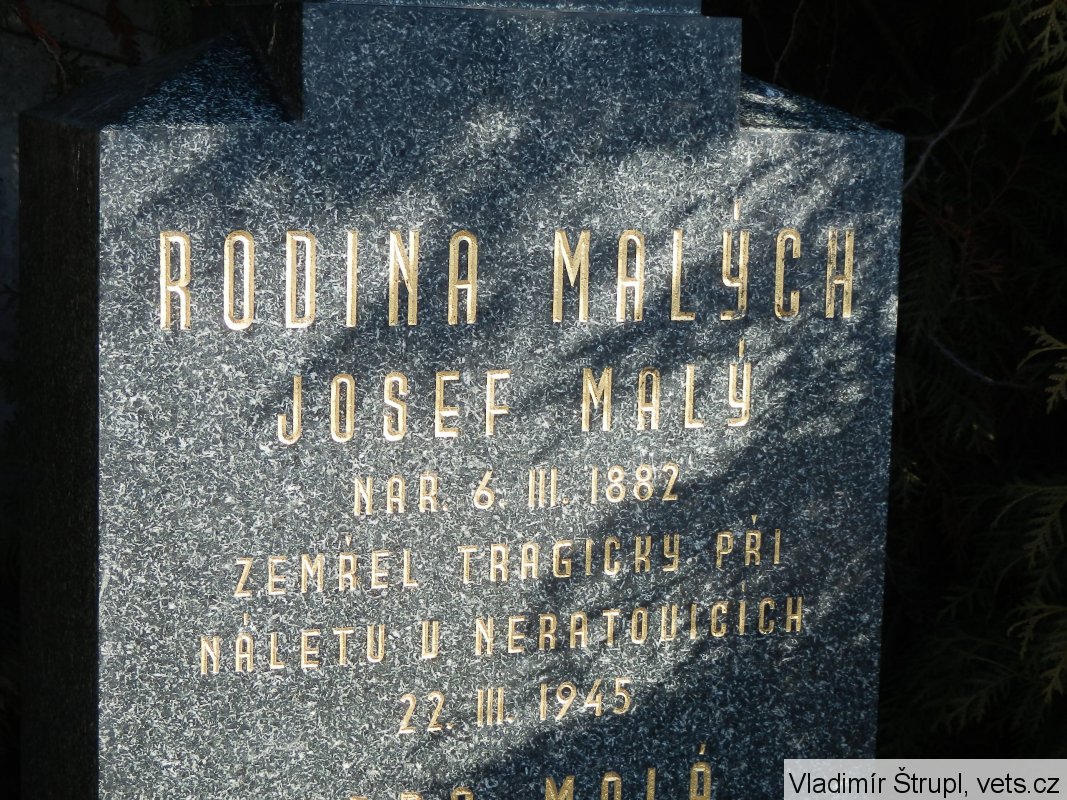 RODINA MALÝCH
JOSEF MALÝ
NAR. 6. III. 1882
ZEMŘEL TRAGICKY PŘI
NÁLETU V NERATOVICÍCH
22. III. 1945
MALÁ
Vladimír Štrupl, vets.cz